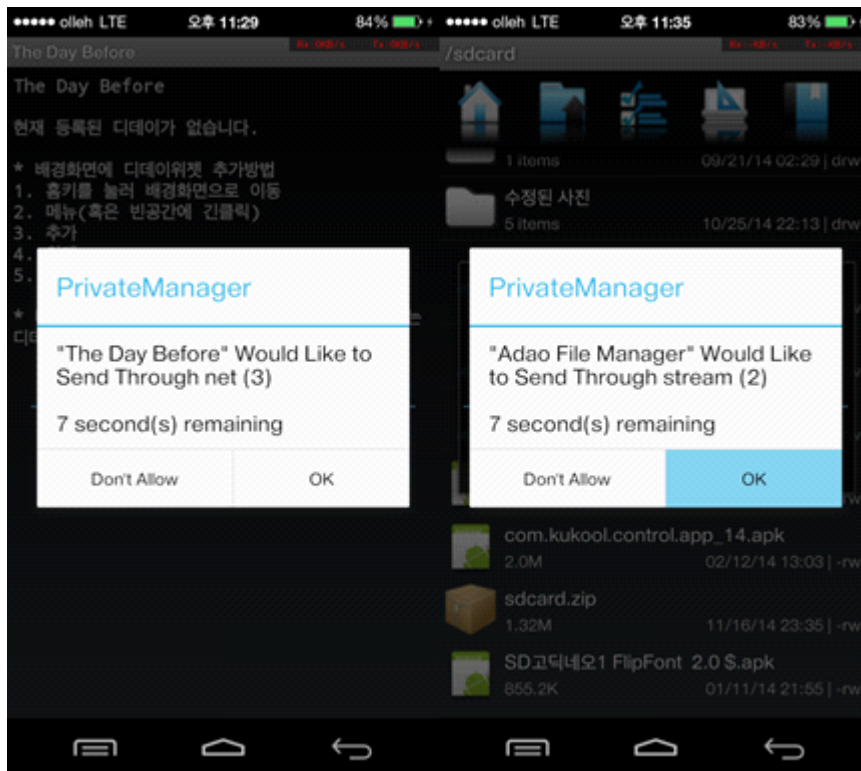 olleh LTE 오후 11:29 84%
The Day Before
The Day Before
현재 등록된 디데이가 없습니다.
* 배경화면에 디데이위젯 추가방법
1. 홈키를 눌러 배경화면으로 이동
2. 메뉴(혹은 빈공간에 긴클릭)
3. 추가
4.
5.
*
PrivateManager
"The Day Before" Would Like to
Send Through net (3)
7 second(s) remaining
Don't Allow OK
olleh LTE 오후 11:35 83%
/sdcard
1 items 09/21/14 02:29 | drw
수정된 사진
5 items 10/25/14 22:13 | drw
PrivateManager
"Adao File Manager" Would Like
to Send Through stream (2)
7 second(s) remaining
Don't Allow OK
com.kukool.control.app_14.apk
2.0M 02/12/14 13:03 | -rw
sdcard.zip
1.32M 11/16/14 23:35 | -rw
SD고딕네오1 FlipFont 2.0 $.apk
855.2K 01/11/14 21:55 | -rw